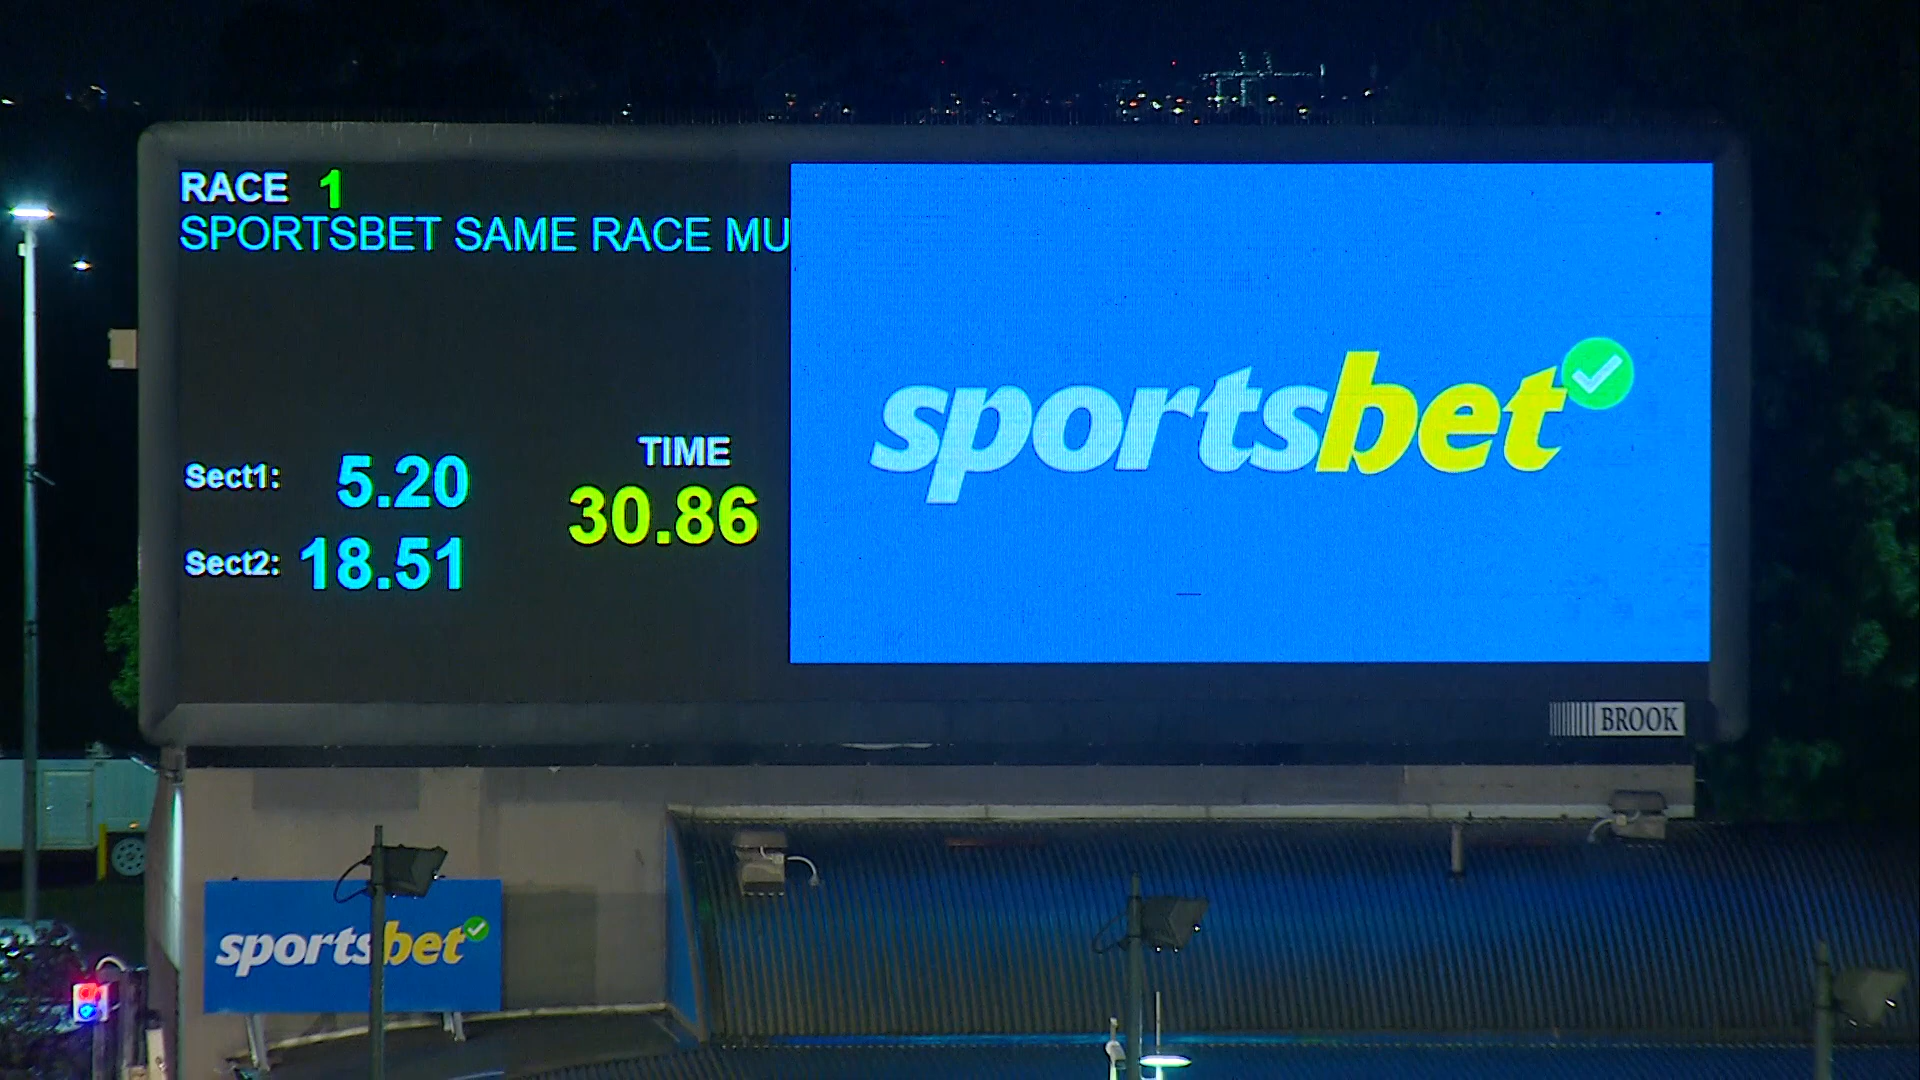 RACE 1
SPORTSBET SAME RACE MU
Sect1: 5.20
TIME
30.86
Sect2: 18.51
sportsbet
BROOK
sportsbet